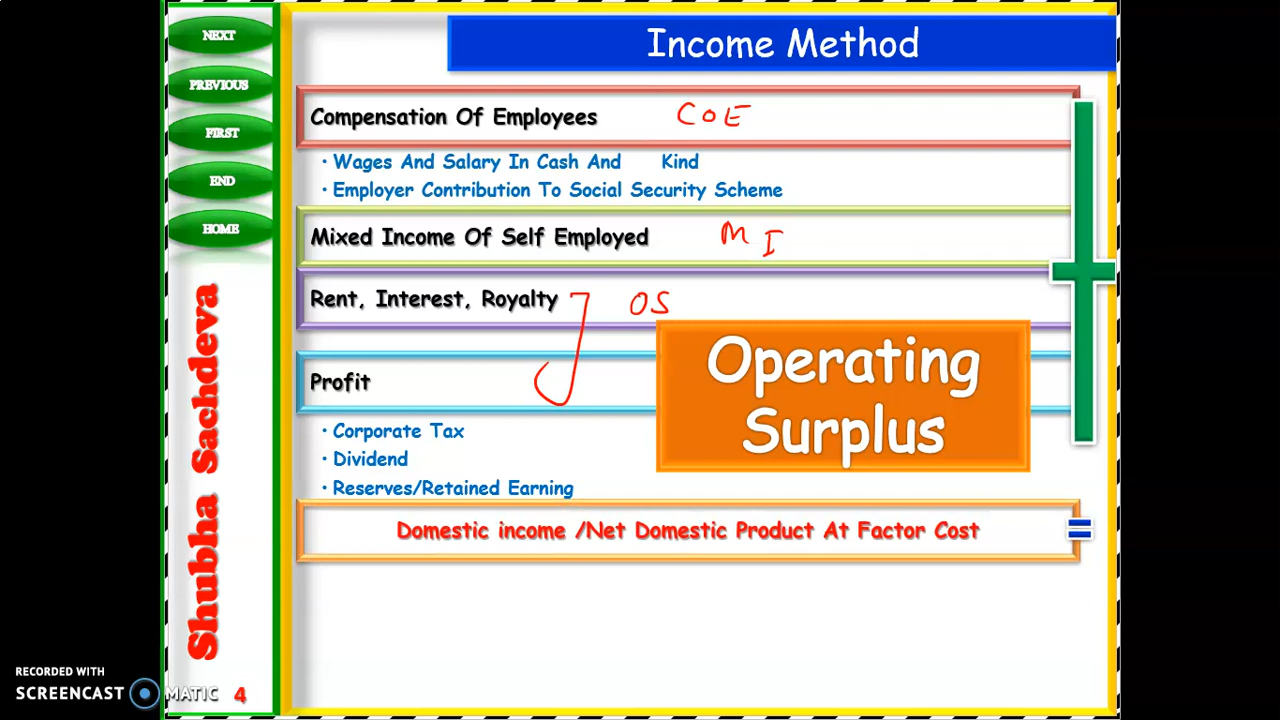 NEXT
PREVIOUS
FIRST
END
HOME
Shubha Sachdeva
Income Method
Compensation Of Employees COE
• Wages And Salary In Cash And Kind
• Employer Contribution To Social Security Scheme
Mixed Income Of Self Employed M I
Rent, Interest, Royalty OS
Operating
Surplus
Profit
• Corporate Tax
• Dividend
• Reserves/Retained Earning
Domestic income /Net Domestic Product At Factor Cost =
RECORDED WITH
SCREENCAST MATIC 4